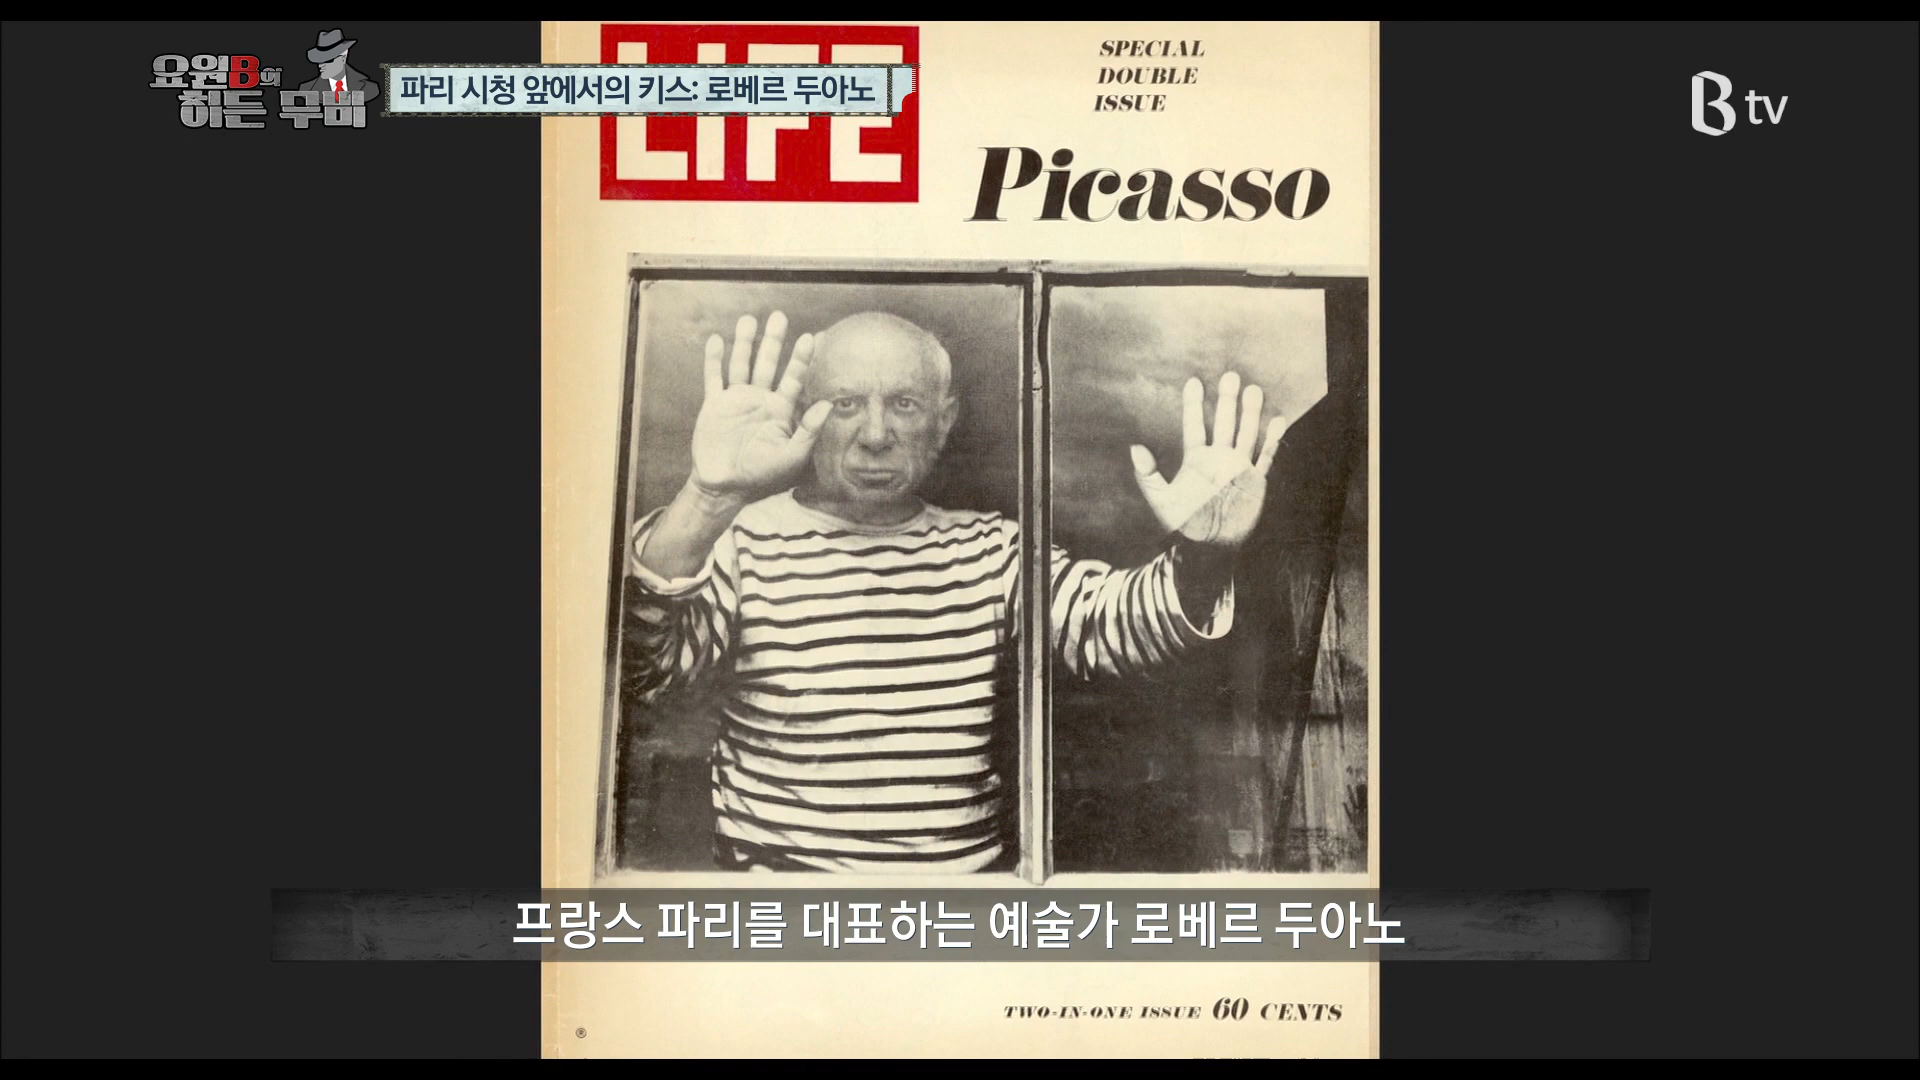 요원B의
히든 무비
파리 시청 앞에서의 키스: 로베르 두아노
B tv
LIFE
SPECIAL
DOUBLE
ISSUE
Picasso
프랑스 파리를 대표하는 예술가 로베르 두아노
TWO-IN-ONE ISSUE 60 CENTS
®